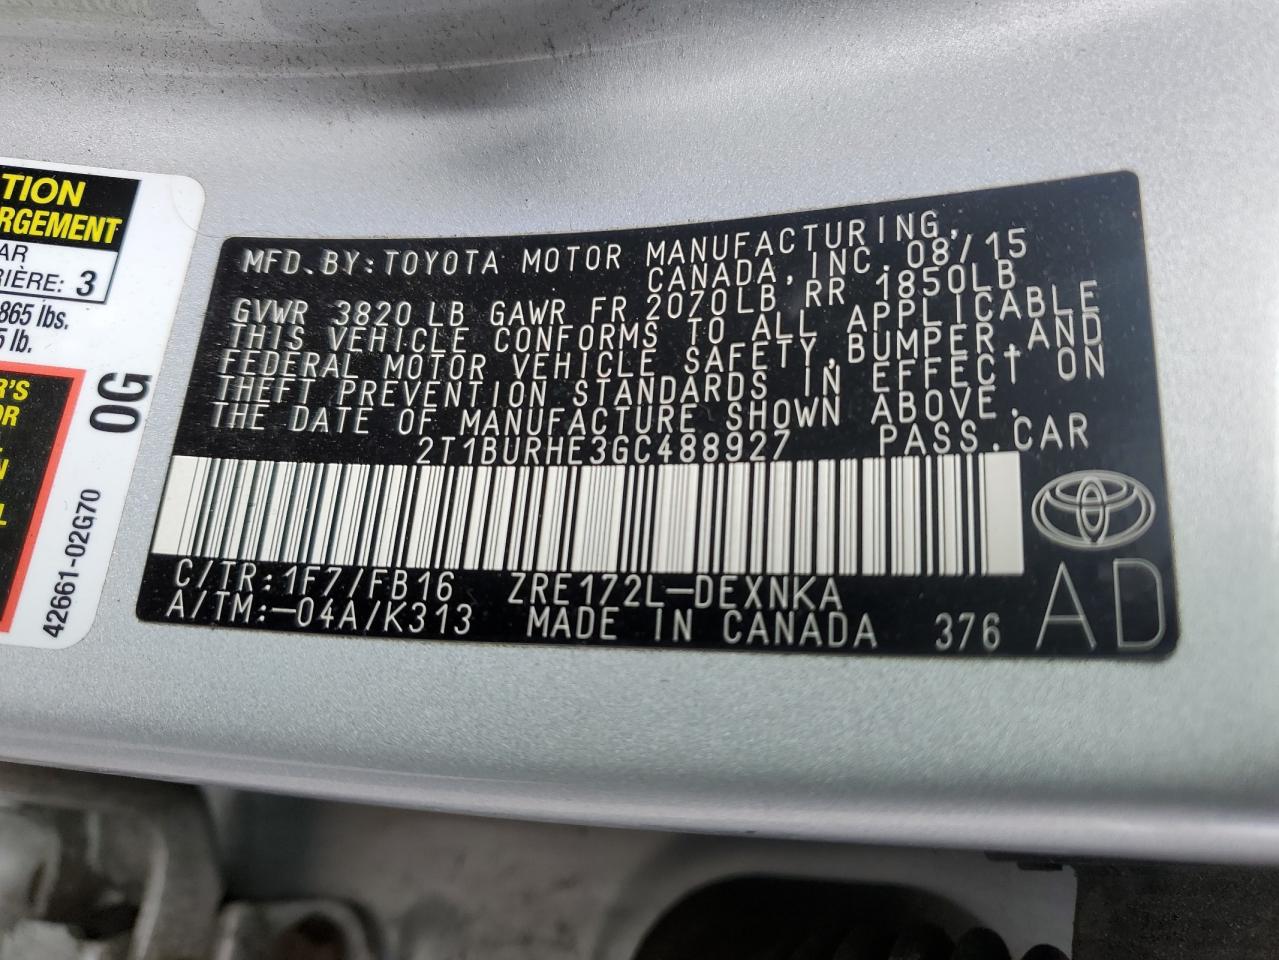 TION
RGEMENT
AR
RIÈRE: 3
865 lbs.
5 lb.
R'S
OR
N
L
0G
42661-02G70
MFD.BY:TOYOTA MOTOR MANUFACTURING,
CANADA,INC.08/15
GVWR 3820LB GAWR FR 2070LB RR 1850LB
THIS VEHICLE CONFORMS TO ALL APPLICABLE
FEDERAL MOTOR VEHICLE SAFETY,BUMPER,AND
THEFT PREVENTION STANDARDS IN EFFECT ON
THE DATE OF MANUFACTURE SHOWN ABOVE.
2T1BURHE3GC488927 PASS.CAR
C/TR:1F7/FB16 ZRE172L-DEXNKA
A/TM:-04A/K313 MADE IN CANADA 376 AD